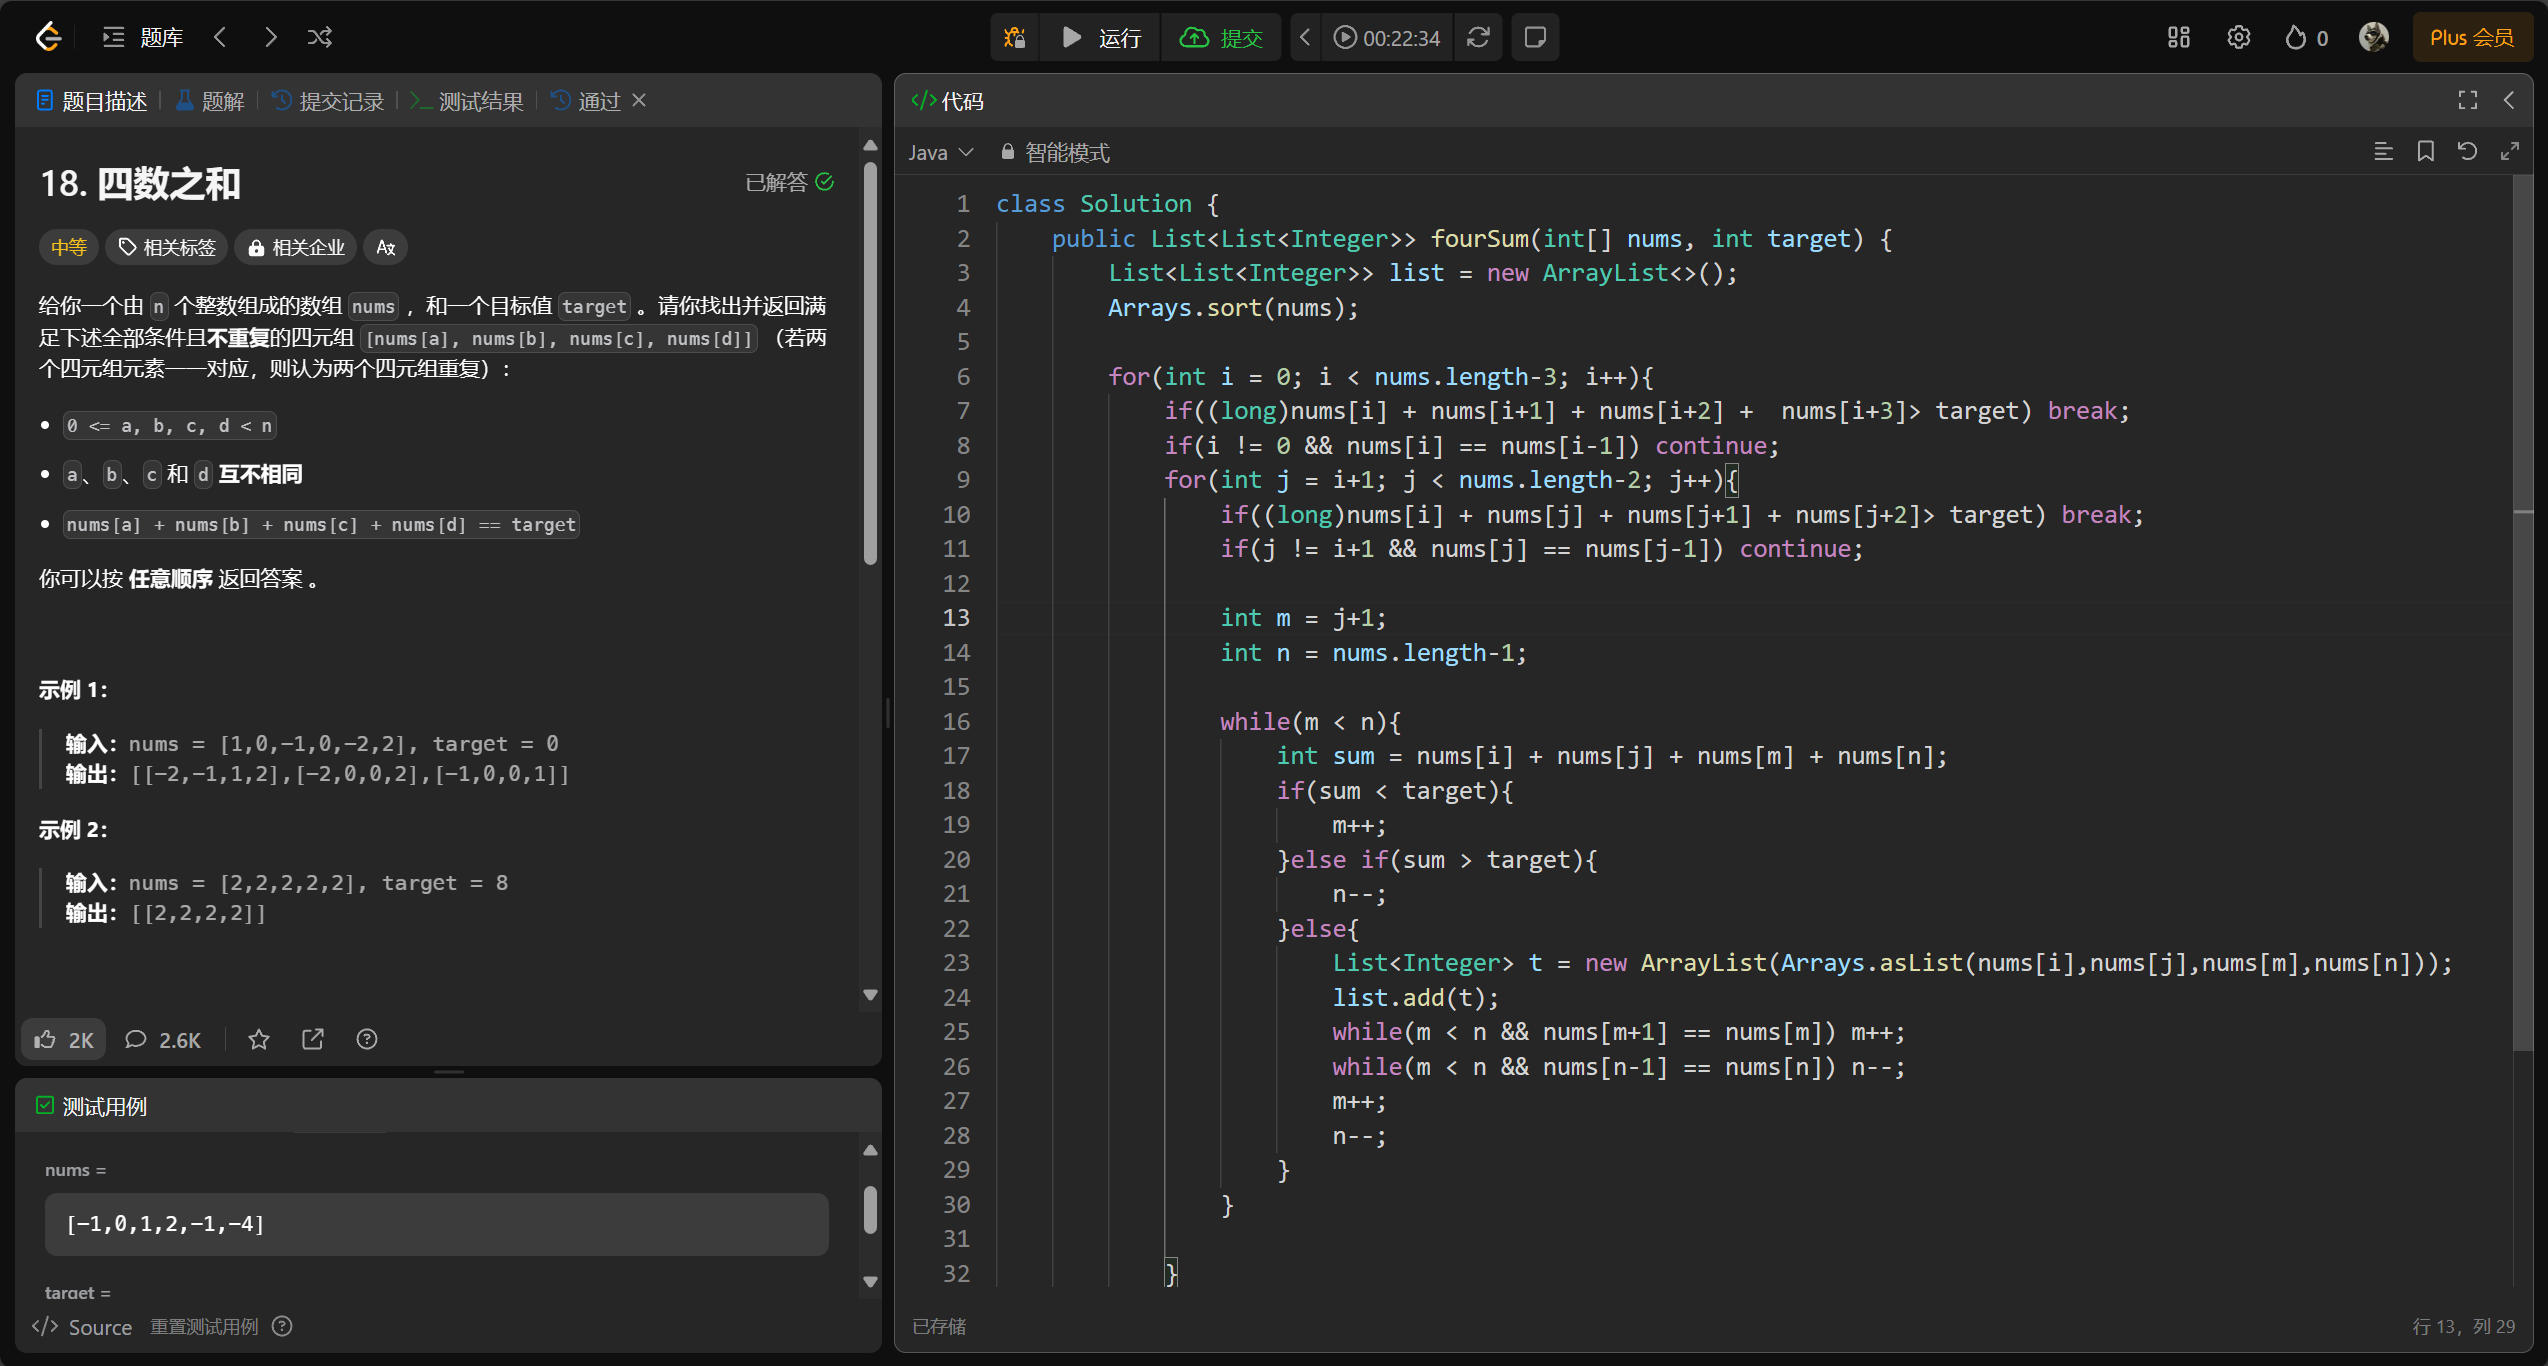 题库
运行
提交
00:22:34
0
Plus 会员
题目描述
题解
提交记录
测试结果
通过
18. 四数之和
已解答
中等
相关标签
相关企业
给你一个由 n 个整数组成的数组 nums ，和一个目标值 target 。请你找出并返回满
足下述全部条件且不重复的四元组 [nums[a], nums[b], nums[c], nums[d]] （若两
个四元组元素一一对应，则认为两个四元组重复）：
0 <= a, b, c, d < n
a、b、c 和 d 互不相同
nums[a] + nums[b] + nums[c] + nums[d] == target
你可以按 任意顺序 返回答案 。
示例 1：
输入：nums = [1,0,-1,0,-2,2], target = 0
输出：[[-2,-1,1,2],[-2,0,0,2],[-1,0,0,1]]
示例 2：
输入：nums = [2,2,2,2,2], target = 8
输出：[[2,2,2,2]]
2K
2.6K
测试用例
nums =
[-1,0,1,2,-1,-4]
target =
Source
重置测试用例
代码
Java
智能模式
1 class Solution {
2 public List<List<Integer>> fourSum(int[] nums, int target) {
3 List<List<Integer>> list = new ArrayList<>();
4 Arrays.sort(nums);
5
6 for(int i = 0; i < nums.length-3; i++){
7 if((long)nums[i] + nums[i+1] + nums[i+2] +  nums[i+3]> target) break;
8 if(i != 0 && nums[i] == nums[i-1]) continue;
9 for(int j = i+1; j < nums.length-2; j++){
10 if((long)nums[i] + nums[j] + nums[j+1] + nums[j+2]> target) break;
11 if(j != i+1 && nums[j] == nums[j-1]) continue;
12
13 int m = j+1;
14 int n = nums.length-1;
15
16 while(m < n){
17 int sum = nums[i] + nums[j] + nums[m] + nums[n];
18 if(sum < target){
19 m++;
20 }else if(sum > target){
21 n--;
22 }else{
23 List<Integer> t = new ArrayList(Arrays.asList(nums[i],nums[j],nums[m],nums[n]));
24 list.add(t);
25 while(m < n && nums[m+1] == nums[m]) m++;
26 while(m < n && nums[n-1] == nums[n]) n--;
27 m++;
28 n--;
29 }
30 }
31
32 }
已存储
行 13, 列 29